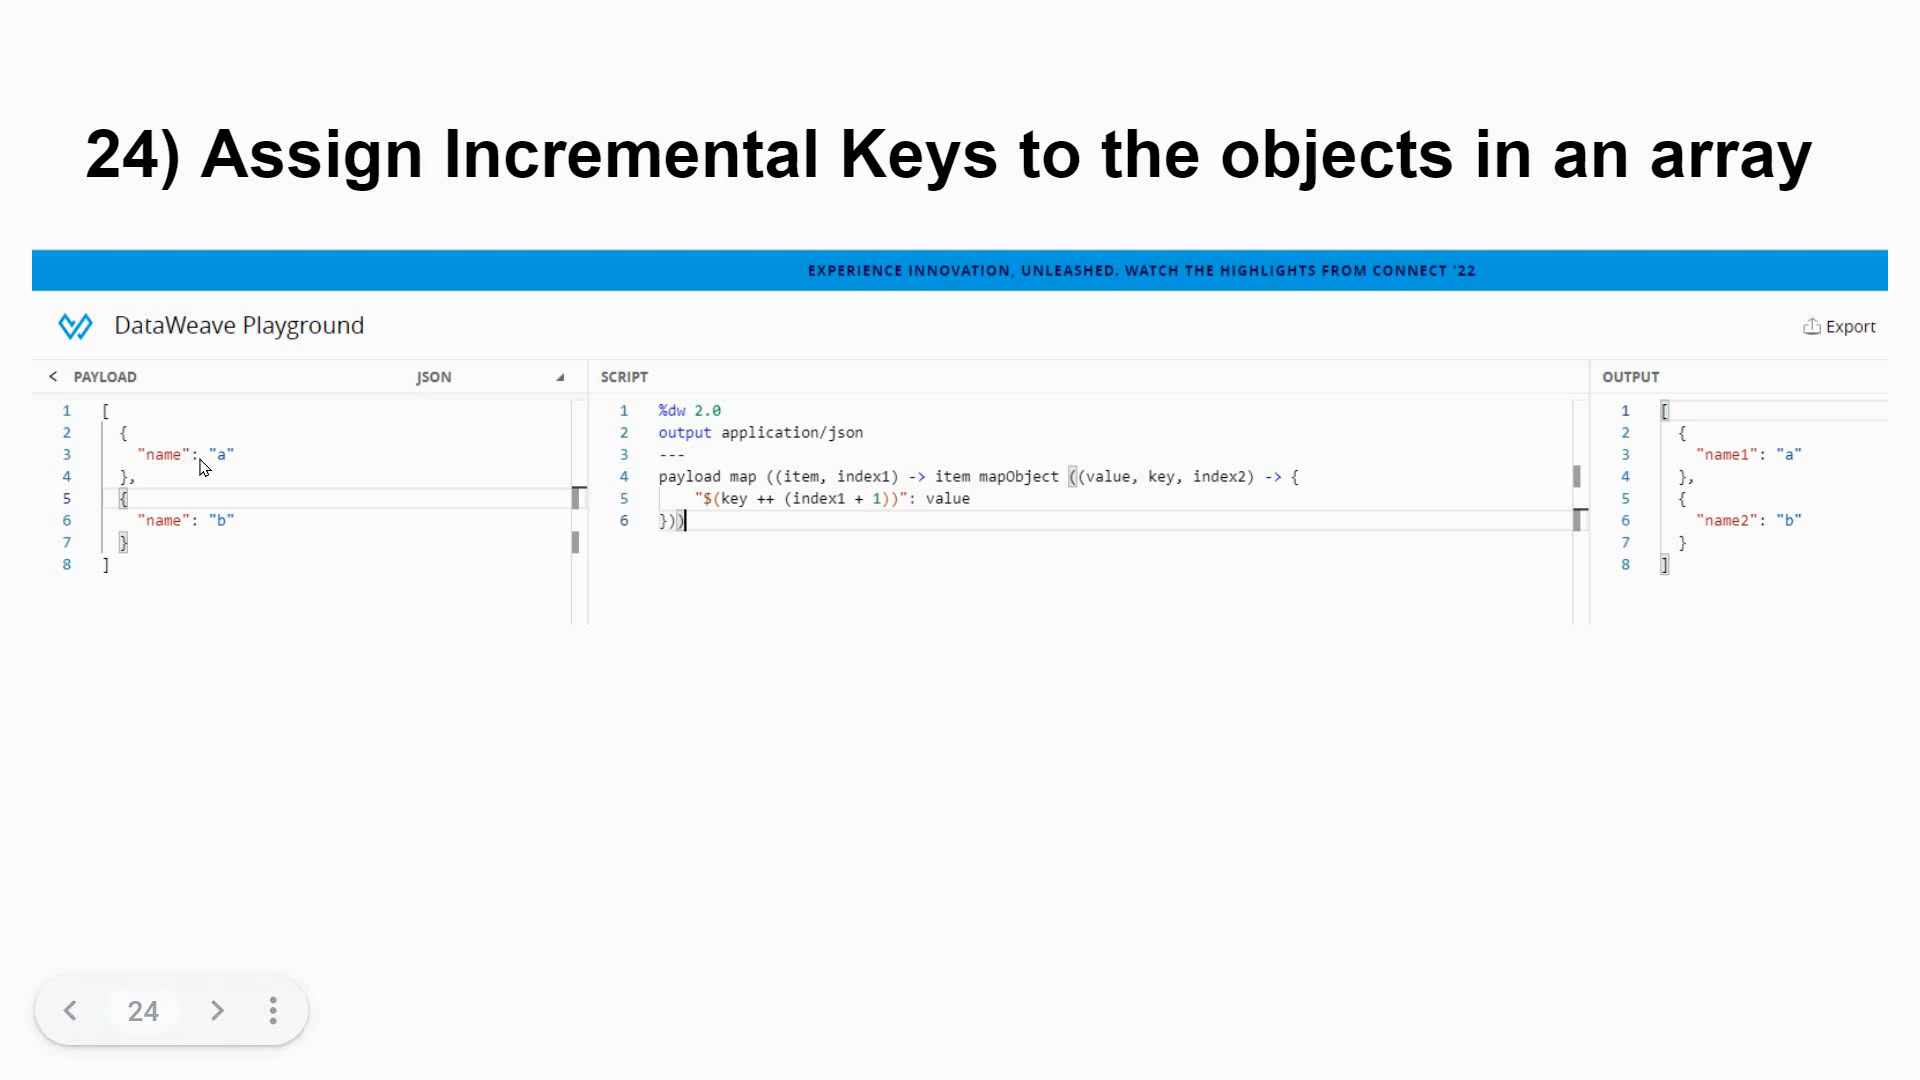 24) Assign Incremental Keys to the objects in an array
EXPERIENCE INNOVATION, UNLEASHED. WATCH THE HIGHLIGHTS FROM CONNECT '22
DataWeave Playground
Export
< PAYLOAD JSON
1 [
2 {
3 "name": "a"
4 },
5 {
6 "name": "b"
7 }
8 ]
SCRIPT
1 %dw 2.0
2 output application/json
3 ---
4 payload map ((item, index1) -> item mapObject ((value, key, index2) -> {
5 "$(key ++ (index1 + 1))": value
6 }))
OUTPUT
1 [
2 {
3 "name1": "a"
4 },
5 {
6 "name2": "b"
7 }
8 ]
24